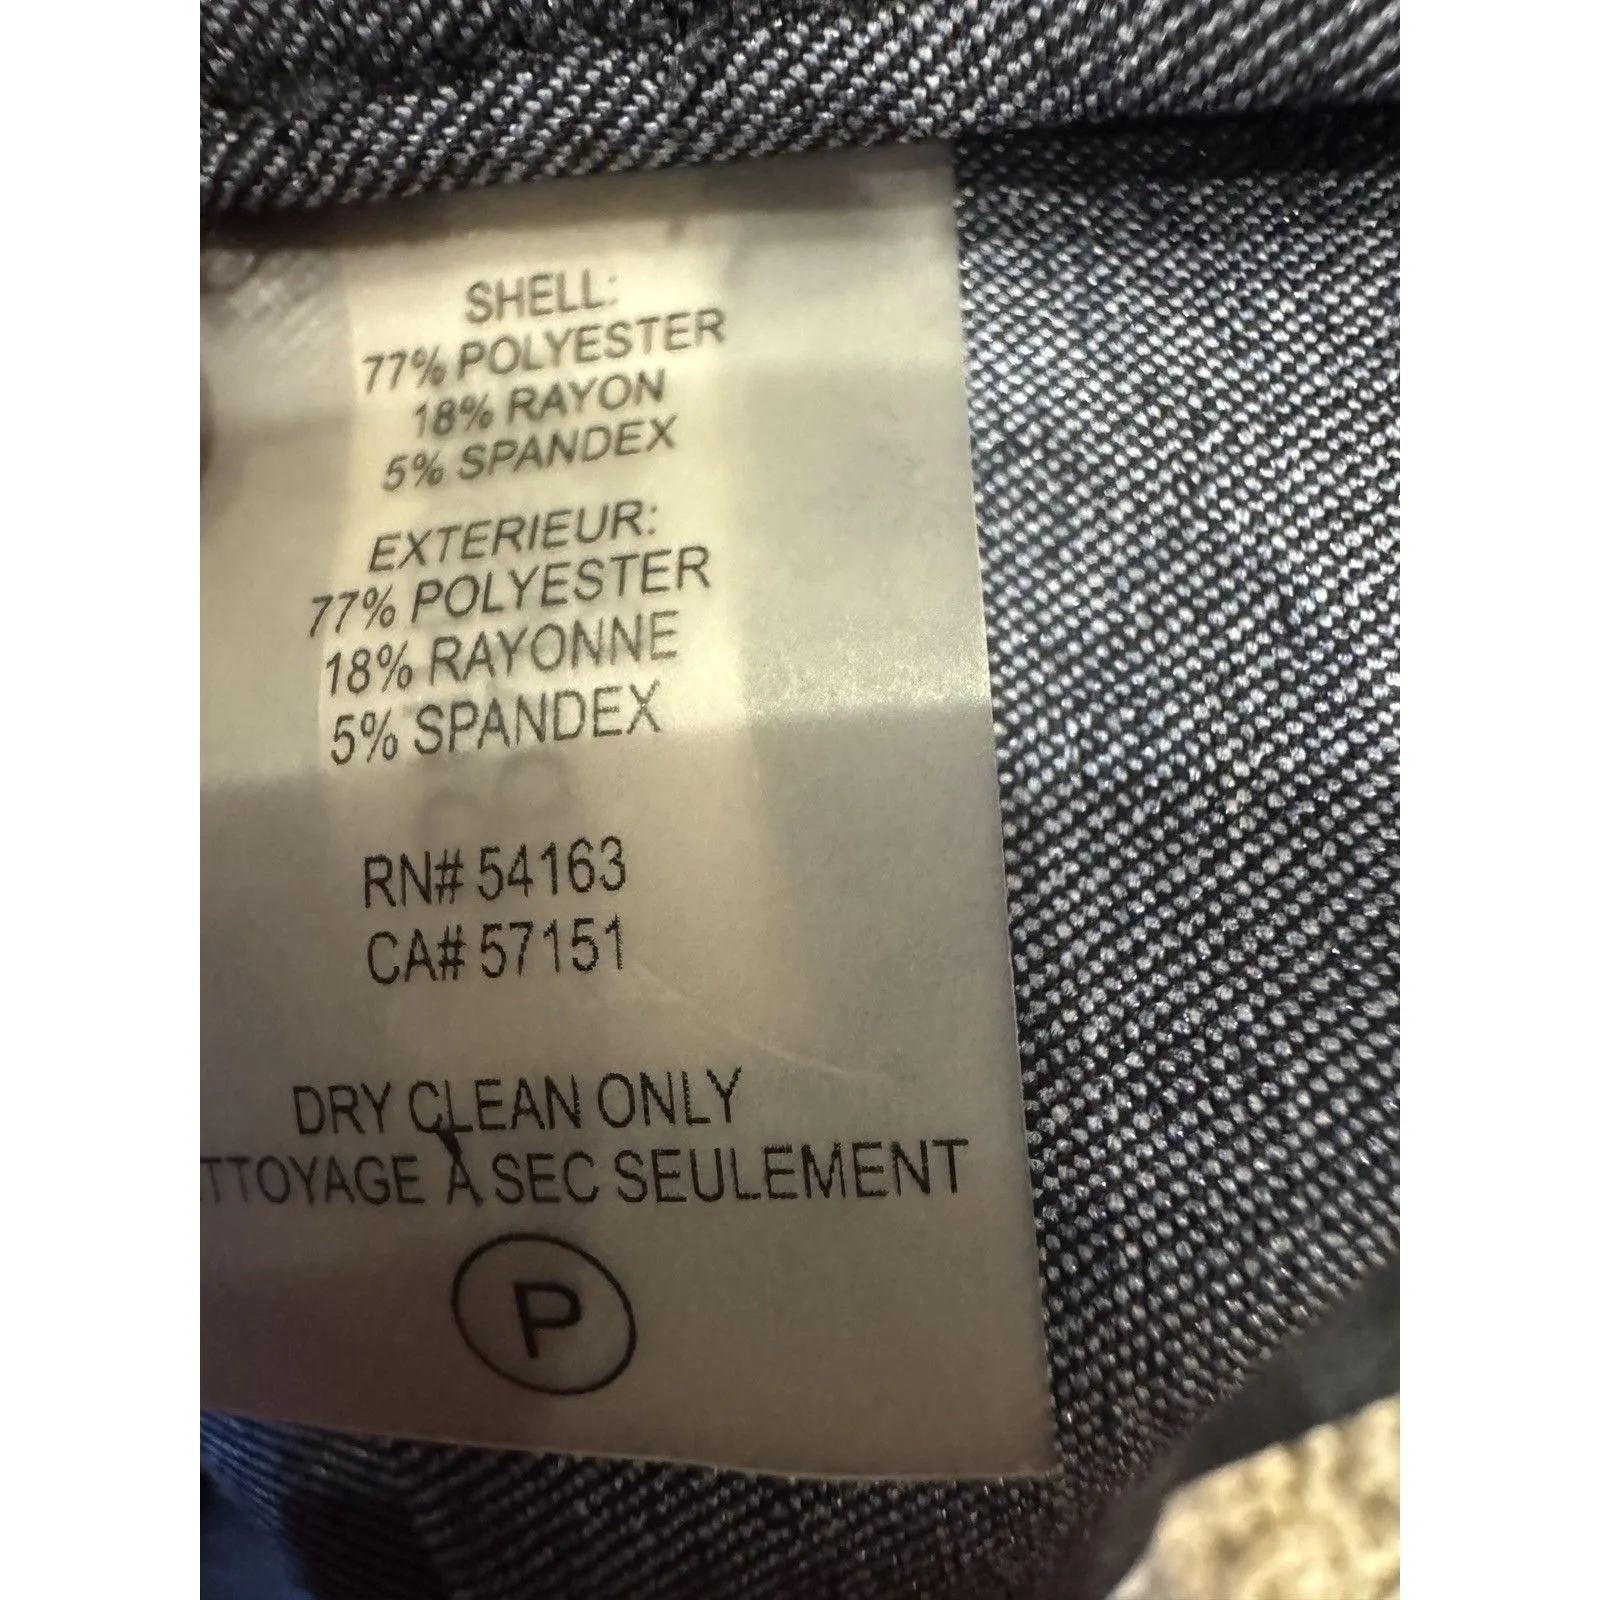 SHELL:
77% POLYESTER
18% RAYON
5% SPANDEX
EXTERIEUR:
77% POLYESTER
18% RAYONNE
5% SPANDEX
RN# 54163
CA# 57151
DRY CLEAN ONLY
TTOYAGE À SEC SEULEMENT
P